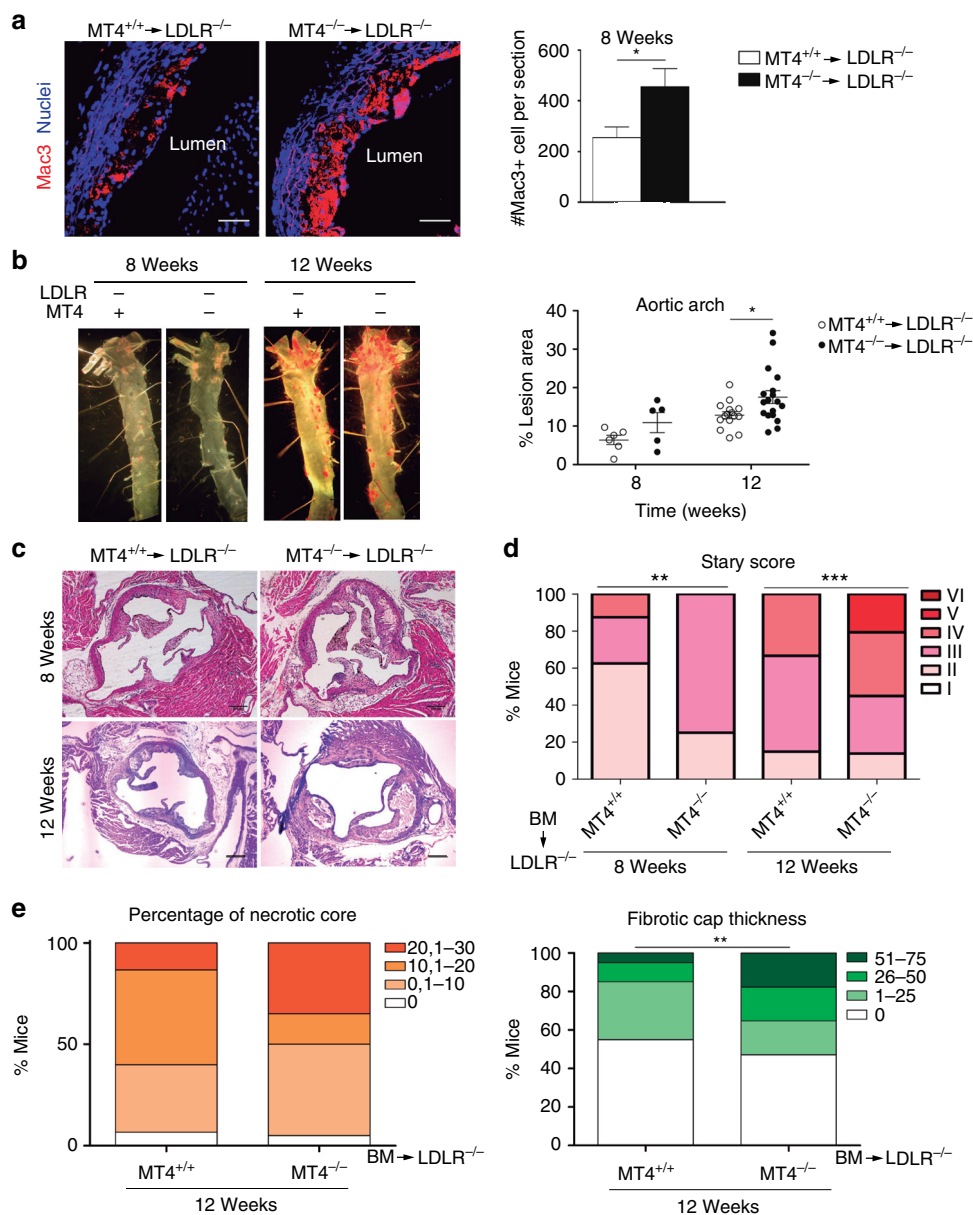 a
MT4+/+→ LDLR−/−
MT4−/−→ LDLR−/−
Mac3 Nuclei
Lumen
Lumen
8 Weeks
*
#Mac3+ cell per section
600
400
200
0
MT4+/+→ LDLR−/−
MT4−/−→ LDLR−/−
b
8 Weeks
12 Weeks
LDLR − − − −
MT4 + − + −
Aortic arch
*
% Lesion area
40
30
20
10
0
8
12
Time (weeks)
MT4+/+→ LDLR−/−
MT4−/−→ LDLR−/−
c
MT4+/+→ LDLR−/−
MT4−/−→ LDLR−/−
8 Weeks
12 Weeks
d
Stary score
**
***
% Mice
100
80
60
40
20
0
VI
V
IV
III
II
I
BM
↓
LDLR−/−
MT4+/+
MT4−/−
MT4+/+
MT4−/−
8 Weeks
12 Weeks
e
Percentage of necrotic core
% Mice
100
50
0
20,1–30
10,1–20
0,1–10
0
MT4+/+
MT4−/−
BM→LDLR−/−
12 Weeks
Fibrotic cap thickness
**
% Mice
100
80
60
40
20
0
51–75
26–50
1–25
0
MT4+/+
MT4−/−
BM→LDLR−/−
12 Weeks